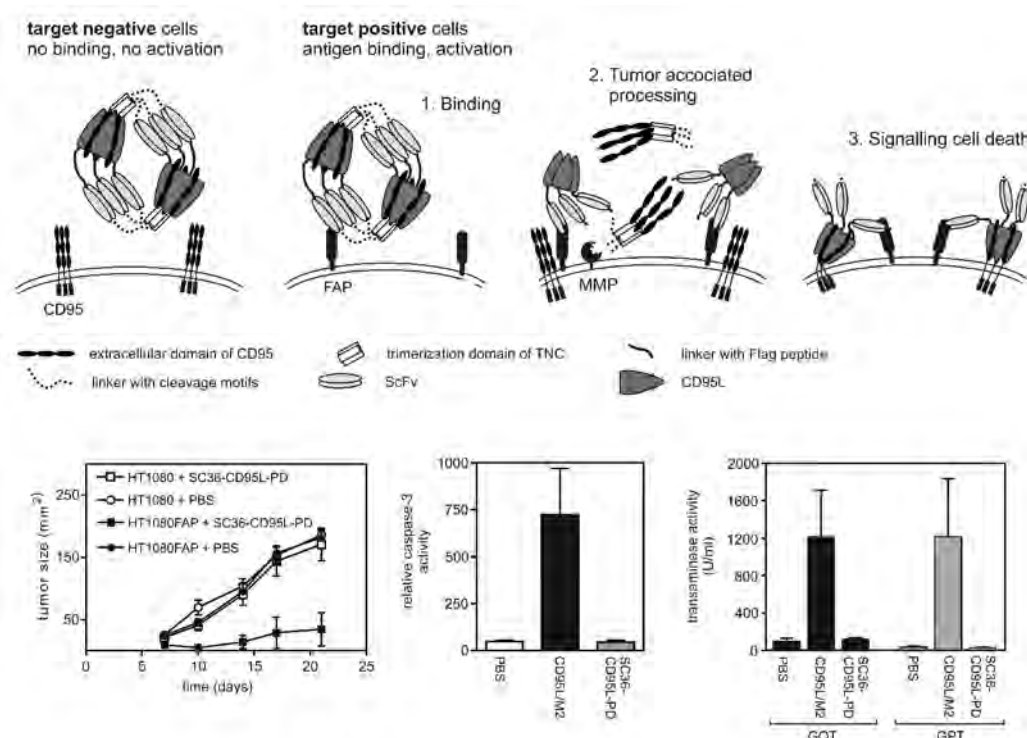 target negative cells
no binding, no activation
target positive cells
antigen binding, activation
1. Binding
2. Tumor accociated
processing
3. Signalling cell death
CD95
FAP
MMP
extracellular domain of CD95
trimerization domain of TNC
linker with Flag peptide
linker with cleavage motifs
ScFv
CD95L
tumor size (mm²)
250
150
50
HT1080 + SC36-CD95L-PD
HT1080 + PBS
HT1080FAP + SC36-CD95L-PD
HT1080FAP + PBS
0 5 10 15 20 25
time (days)
relative caspase-3
activity
1000
750
500
250
0
PBS
CD95L/M2
SC36-
CD95L-PD
transaminase activity
(U/ml)
2000
1600
1200
800
400
0
PBS
CD95L/M2
SC36-
CD95L-PD
PBS
CD95L/M2
SC36-
CD95L-PD
GOT
GPT